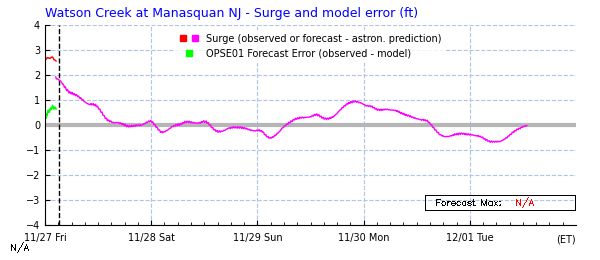 Watson Creek at Manasquan NJ - Surge and model error (ft)
4
Surge (observed or forecast - astron. prediction)
OPSE01 Forecast Error (observed - model)
3
2
1
0
−1
−2
−3
Forecast Max: N/A
−4
11/27 Fri 11/28 Sat 11/29 Sun 11/30 Mon 12/01 Tue (ET)
N/A